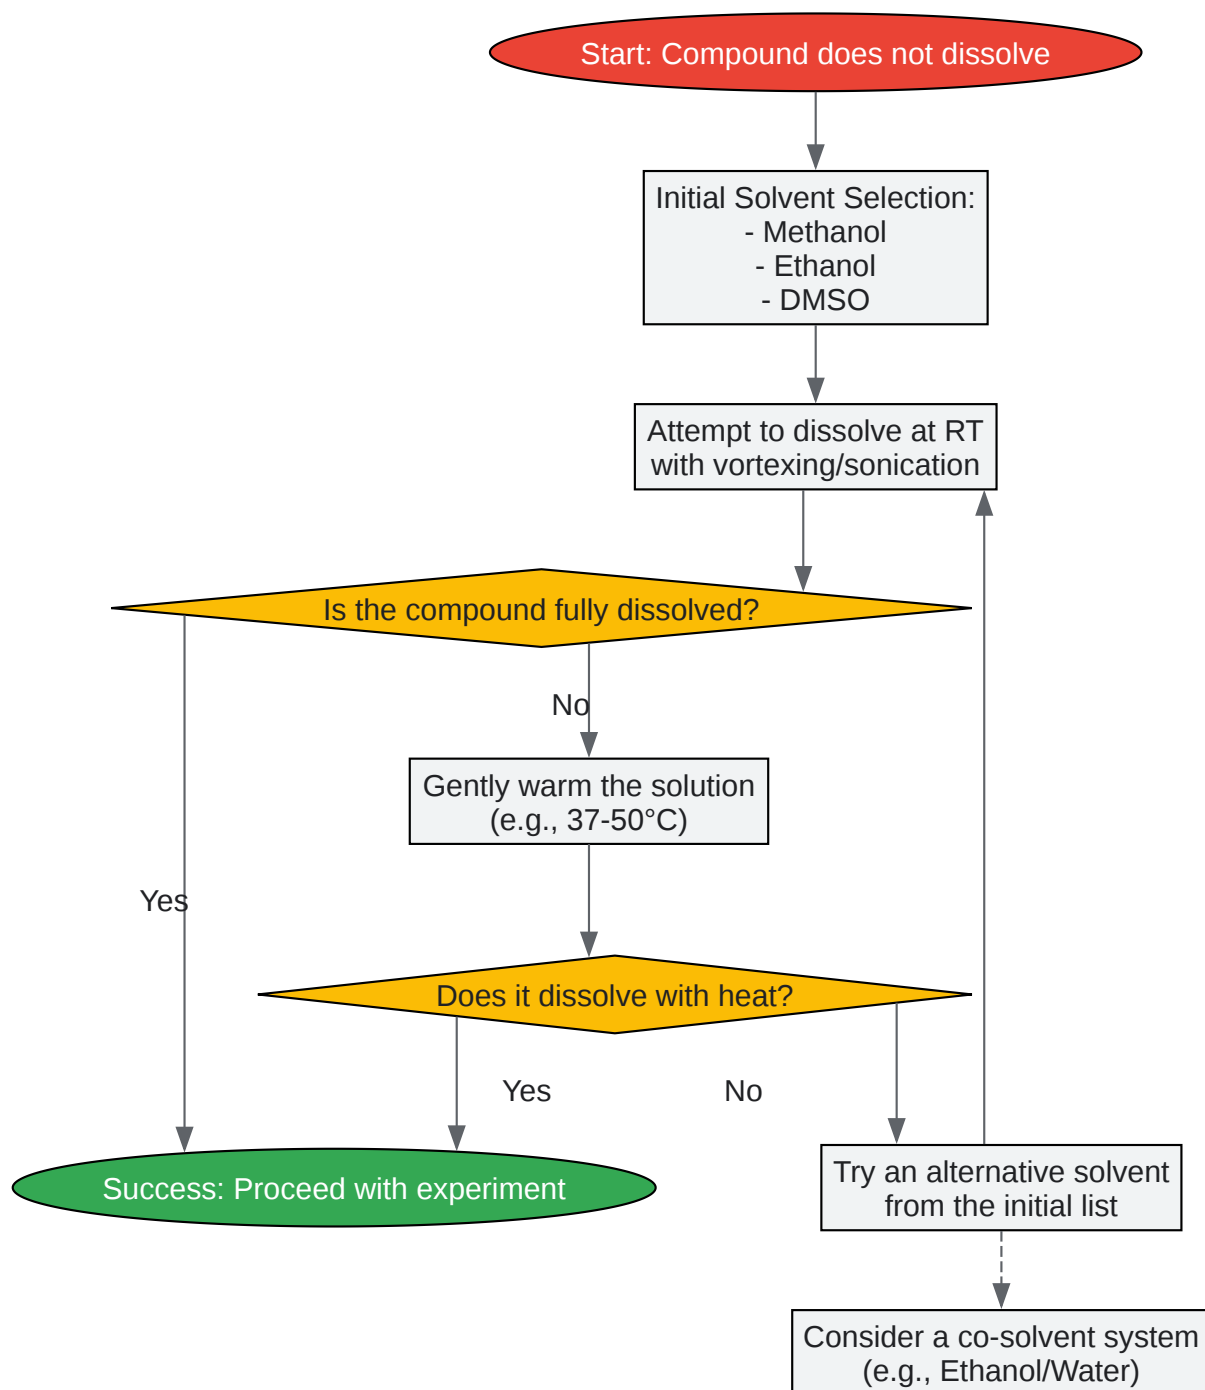 Start: Compound does not dissolve
Initial Solvent Selection:
- Methanol
- Ethanol
- DMSO
Attempt to dissolve at RT
with vortexing/sonication
Is the compound fully dissolved?
No
Gently warm the solution
(e.g., 37-50°C)
Yes
Does it dissolve with heat?
Yes
No
Success: Proceed with experiment
Try an alternative solvent
from the initial list
Consider a co-solvent system
(e.g., Ethanol/Water)